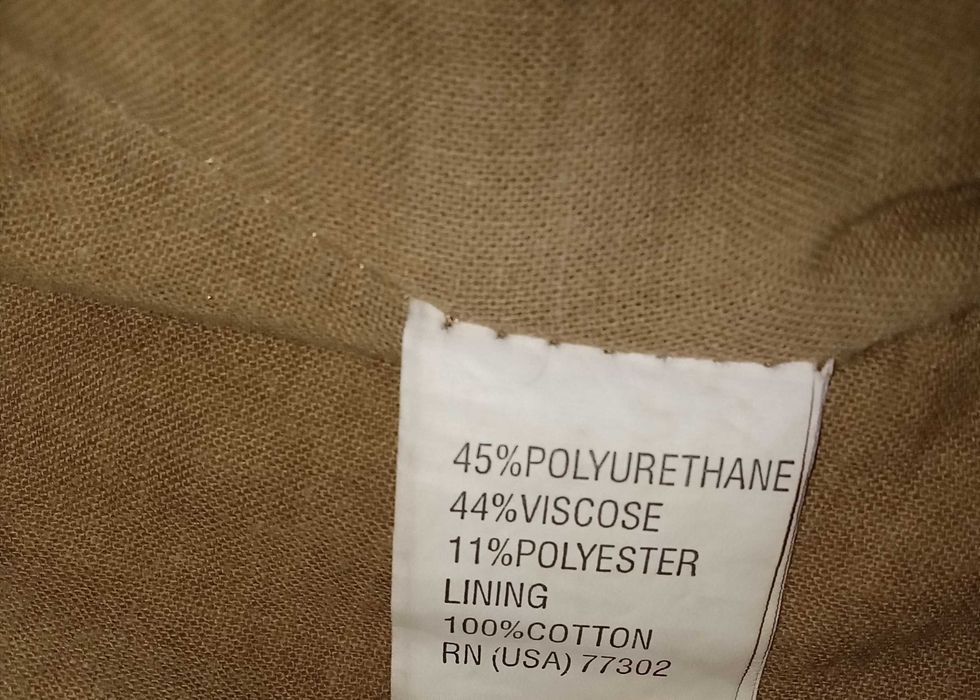 45%POLYURETHANE
44%VISCOSE
11%POLYESTER
LINING
100%COTTON
RN (USA) 77302